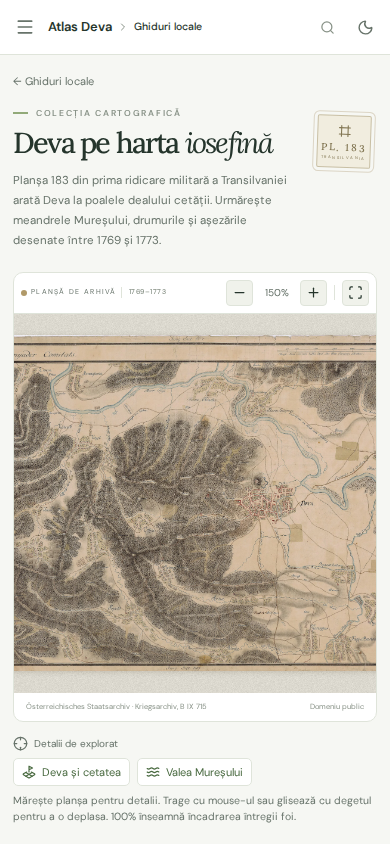 Atlas Deva
Ghiduri locale
← Ghiduri locale
COLECȚIA CARTOGRAFICĂ
Deva pe harta iosefină
PL. 183
TRANSILVANIA
Planșa 183 din prima ridicare militară a Transilvaniei
arată Deva la poalele dealului cetății. Urmărește
meandrele Mureșului, drumurile și așezările
desenate între 1769 și 1773.
PLANȘĂ DE ARHIVĂ
1769–1773
150%
Österreichisches Staatsarchiv · Kriegsarchiv, B IX 715
Domeniu public
Detalii de explorat
Deva și cetatea
Valea Mureșului
Mărește planșa pentru detalii. Trage cu mouse-ul sau glisează cu degetul
pentru a o deplasa. 100% înseamnă încadrarea întregii foi.